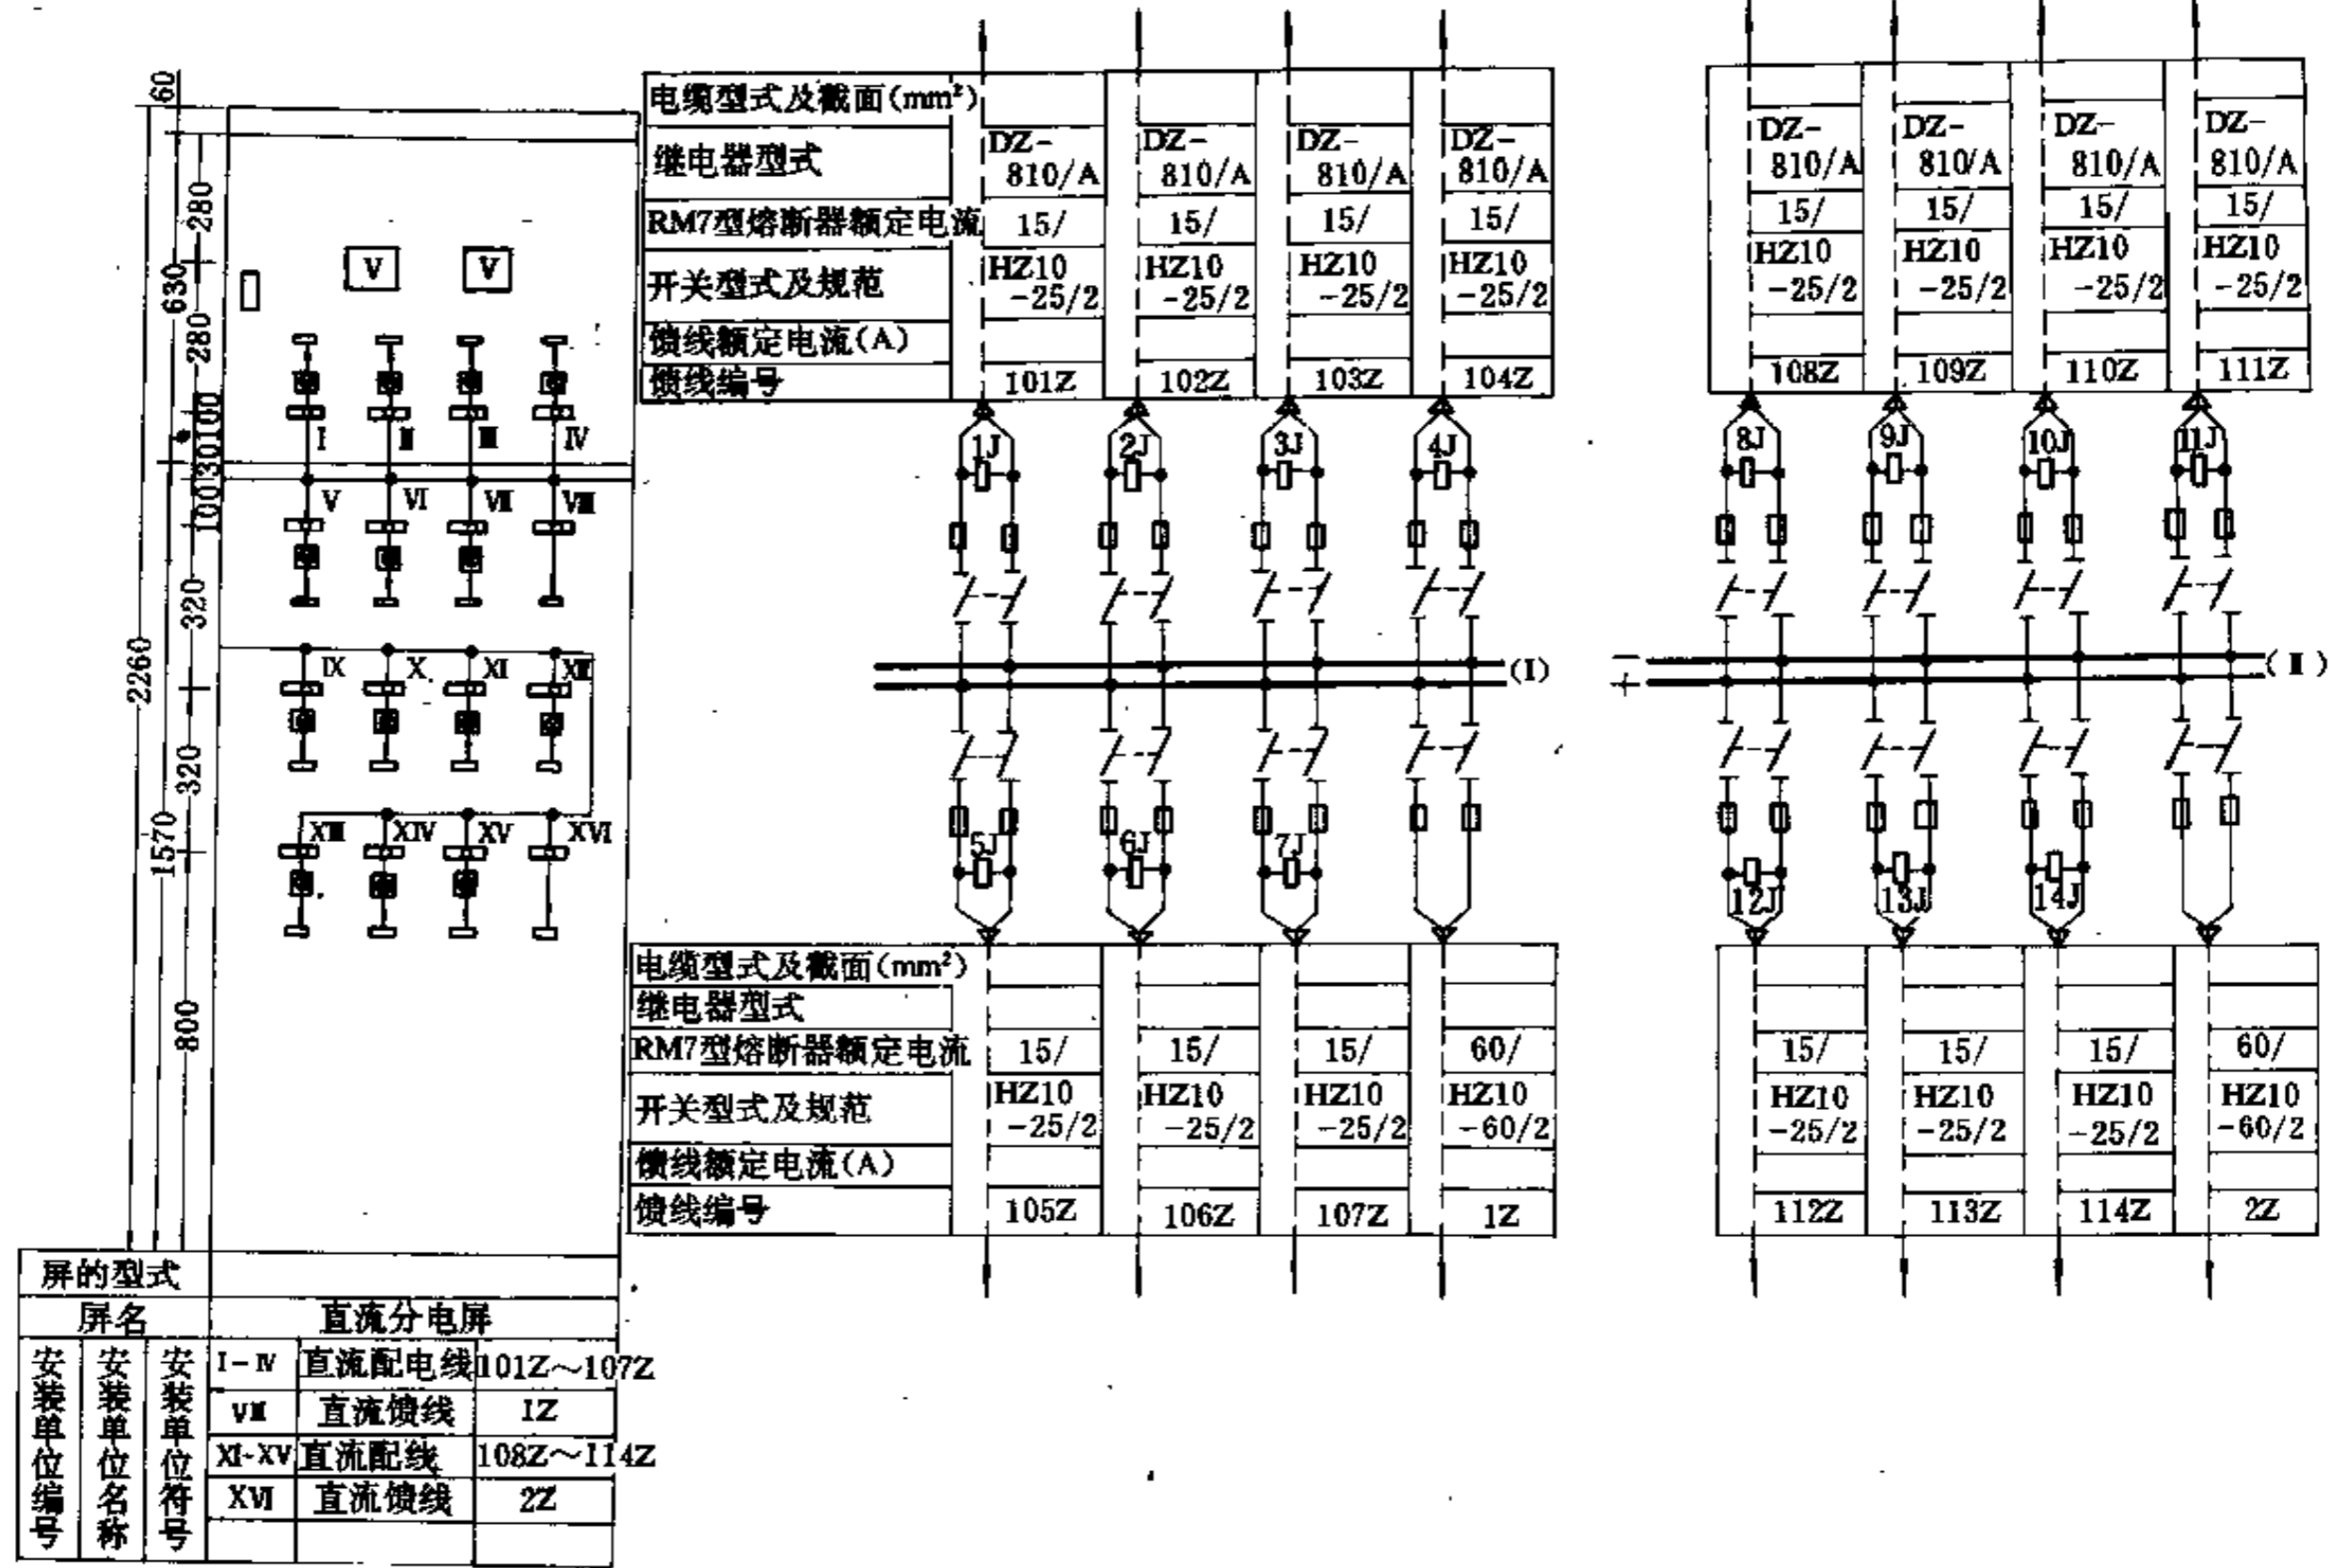 60
280
630
280
100
30
100
320
2260
320
1570
800
V V
I II III IV
V VI VII VIII
IX X XI XII
XIII XIV XV XVI
电缆型式及截面(mm²)
继电器型式 DZ-810/A DZ-810/A DZ-810/A DZ-810/A
RM7型熔断器额定电流 15/ 15/ 15/ 15/
开关型式及规范 HZ10-25/2 HZ10-25/2 HZ10-25/2 HZ10-25/2
馈线额定电流(A)
馈线编号 101Z 102Z 103Z 104Z
DZ-810/A DZ-810/A DZ-810/A DZ-810/A
15/ 15/ 15/ 15/
HZ10-25/2 HZ10-25/2 HZ10-25/2 HZ10-25/2
108Z 109Z 110Z 111Z
1J 2J 3J 4J
8J 9J 10J 11J
(I)
— (II)
+
5J 6J 7J
12J 13J 14J
电缆型式及截面(mm²)
继电器型式
RM7型熔断器额定电流 15/ 15/ 15/ 60/
开关型式及规范 HZ10-25/2 HZ10-25/2 HZ10-25/2 HZ10-60/2
馈线额定电流(A)
馈线编号 105Z 106Z 107Z 1Z
15/ 15/ 15/ 60/
HZ10-25/2 HZ10-25/2 HZ10-25/2 HZ10-60/2
112Z 113Z 114Z 2Z
屏的型式
屏名 直流分电屏
安装单位编号
安装单位名称
安装单位符号
I-IV 直流配电线 101Z～107Z
VIII 直流馈线 1Z
XI-XV 直流配线 108Z～114Z
XVI 直流馈线 2Z